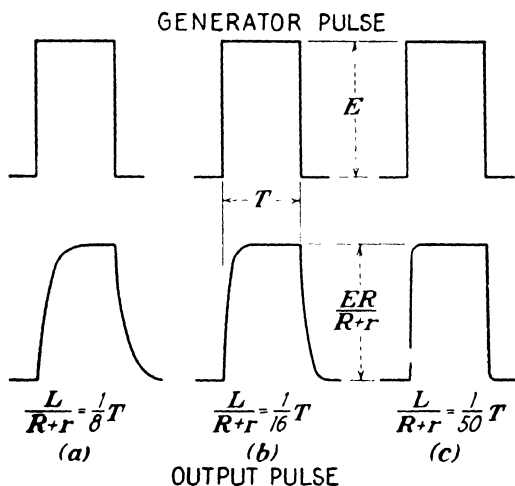 GENERATOR PULSE
E
T
ER/R+r
L/R+r = 1/8 T
L/R+r = 1/16 T
L/R+r = 1/50 T
(a)
(b)
(c)
OUTPUT PULSE